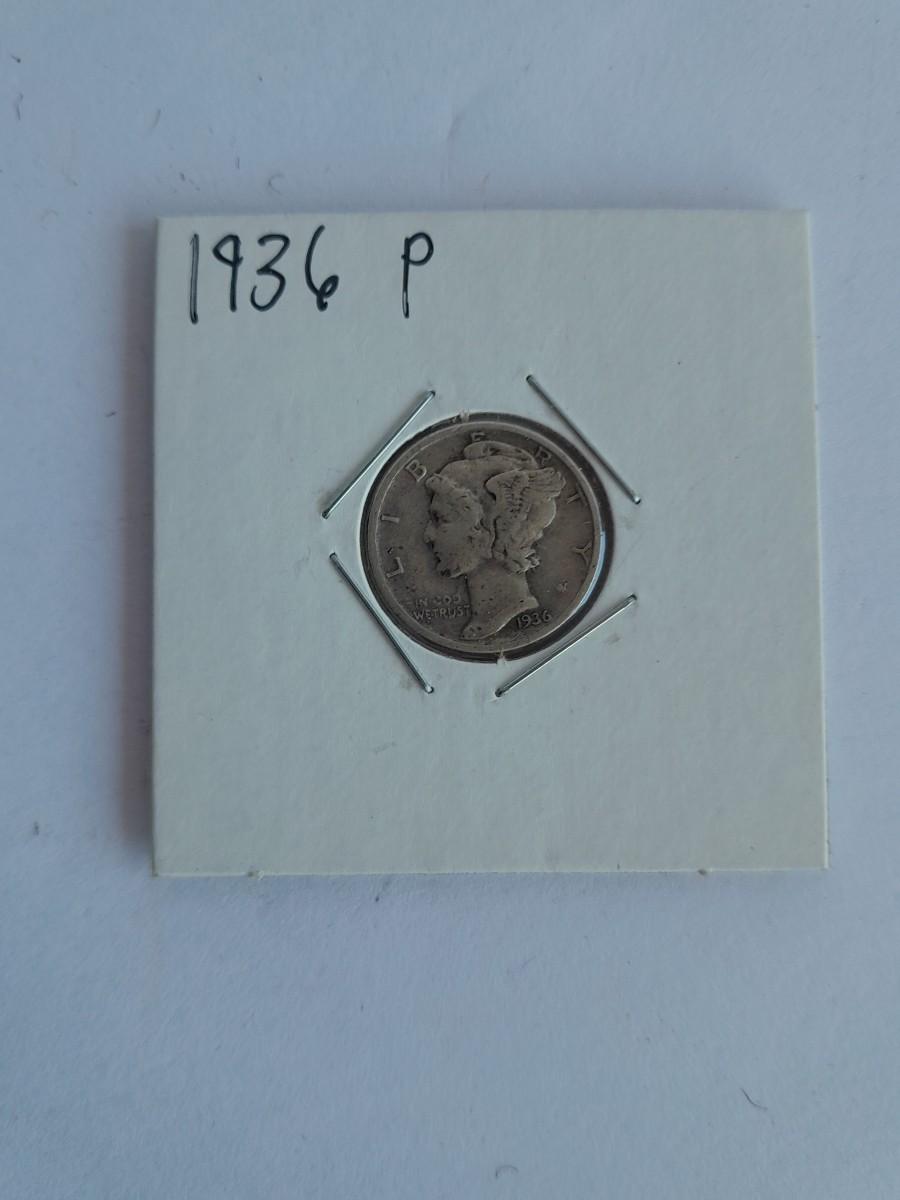 1936 P
LIBERTY
IN GOD
WE TRUST
1936